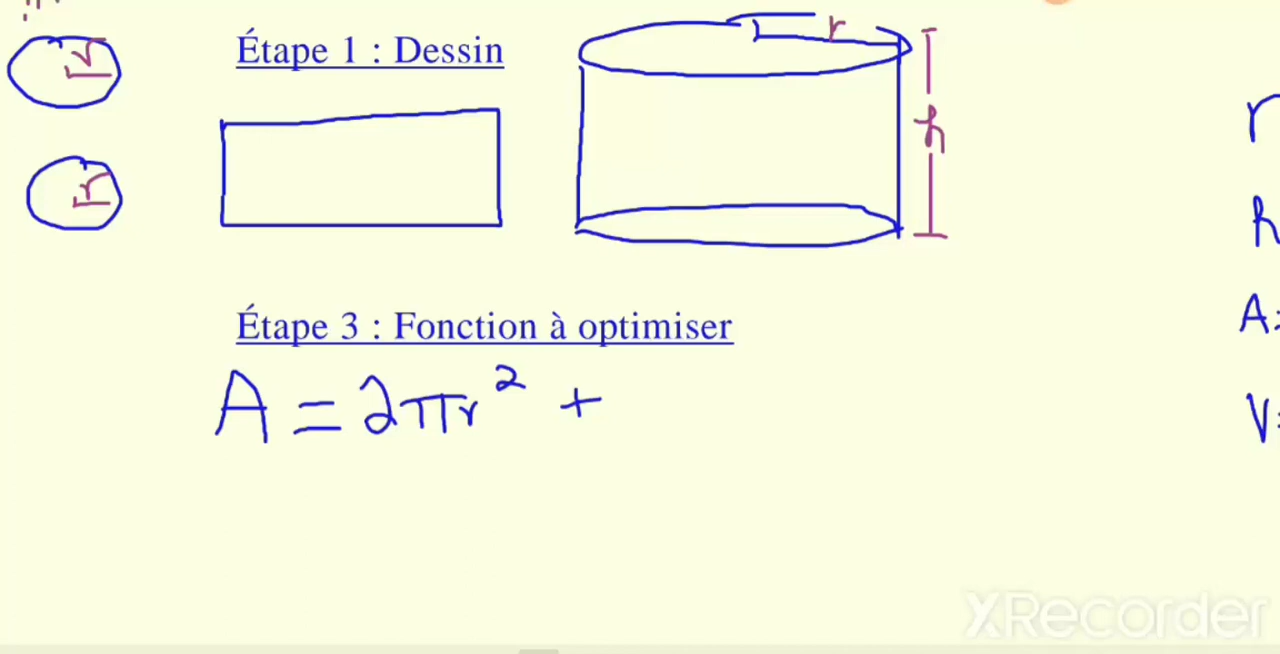 r
Étape 1 : Dessin
r
h
r
r
h
Étape 3 : Fonction à optimiser
A =
A = 2πr² +
V =
XRecorder